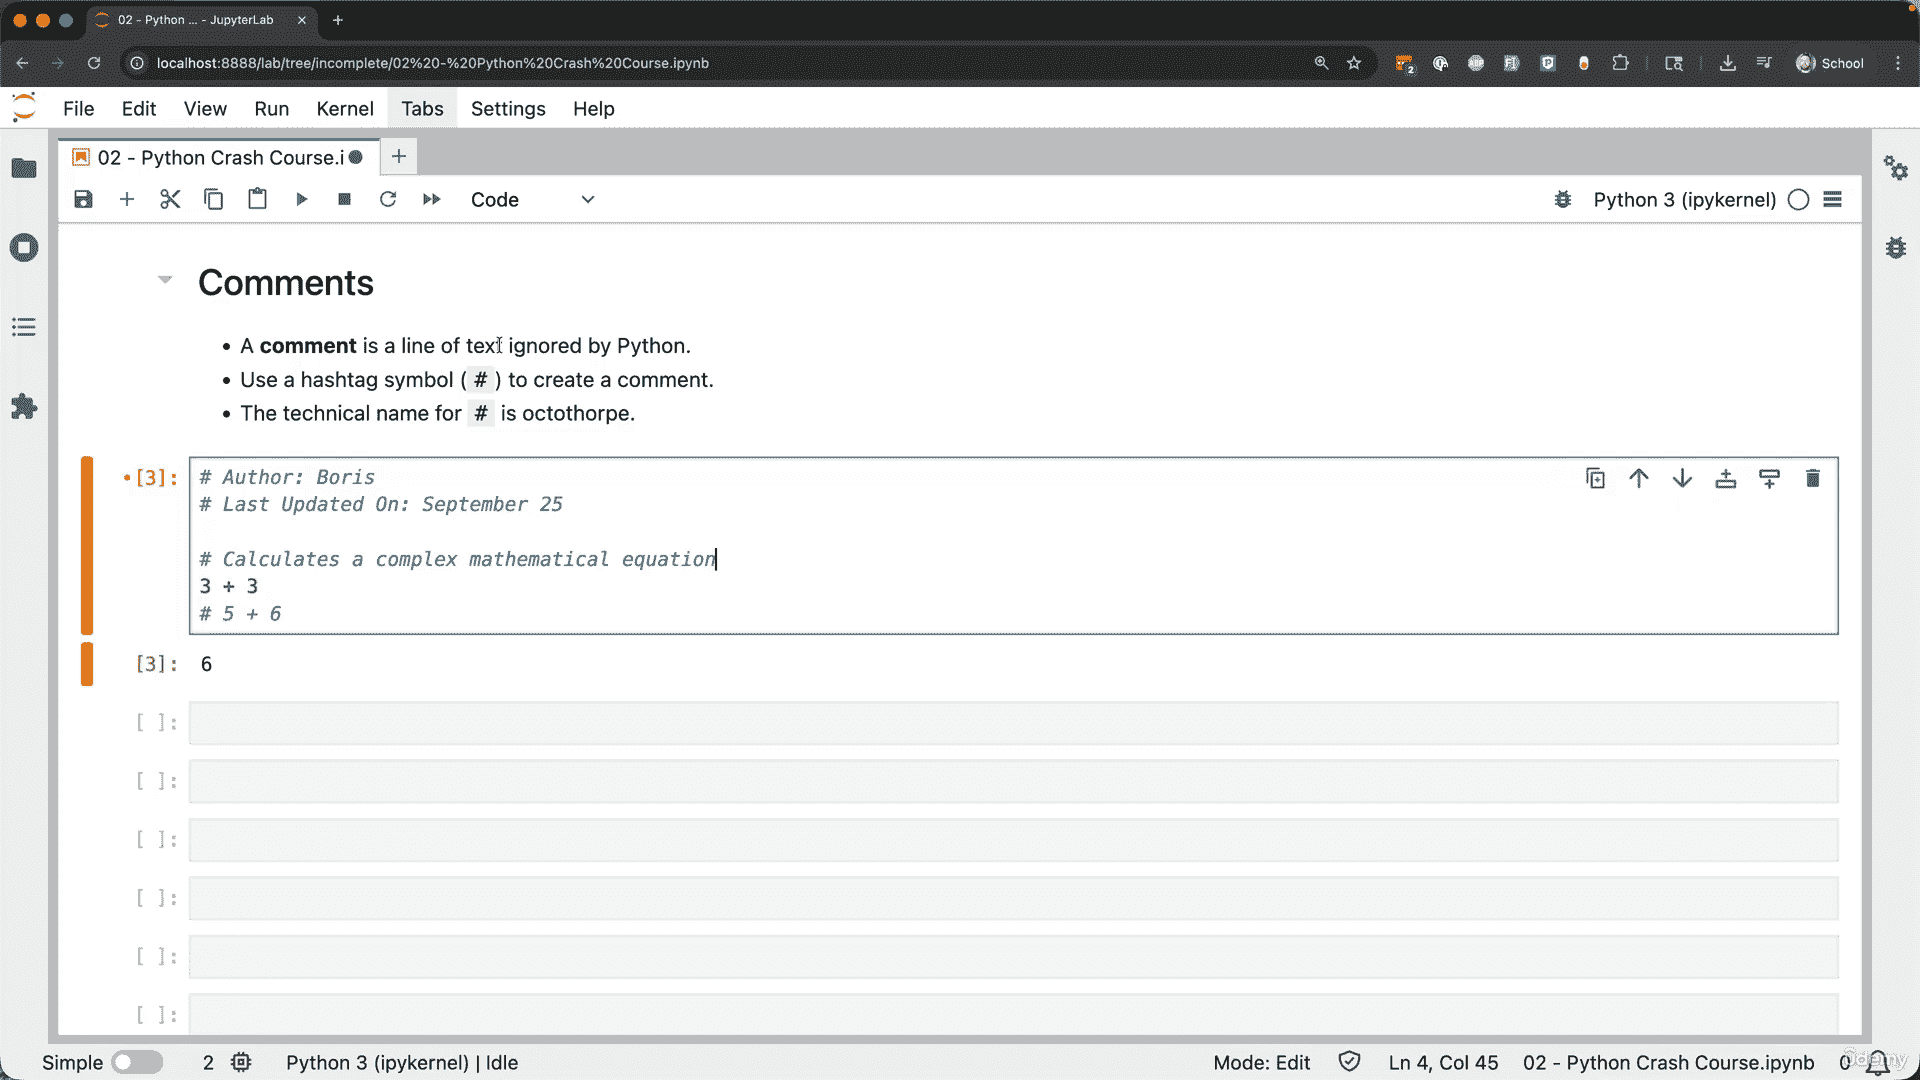 02 - Python ... - JupyterLab
localhost:8888/lab/tree/incomplete/02%20-%20Python%20Crash%20Course.ipynb
2
ABP
School
File Edit View Run Kernel Tabs Settings Help
02 - Python Crash Course.i
Code
Python 3 (ipykernel)
Comments
• A comment is a line of text ignored by Python.
• Use a hashtag symbol ( # ) to create a comment.
• The technical name for # is octothorpe.
[3]:
# Author: Boris
# Last Updated On: September 25
# Calculates a complex mathematical equation
3 + 3
# 5 + 6
[3]: 6
[ ]:
[ ]:
[ ]:
[ ]:
[ ]:
[ ]:
Simple 2 Python 3 (ipykernel) | Idle Mode: Edit Ln 4, Col 45 02 - Python Crash Course.ipynb 0
udemy